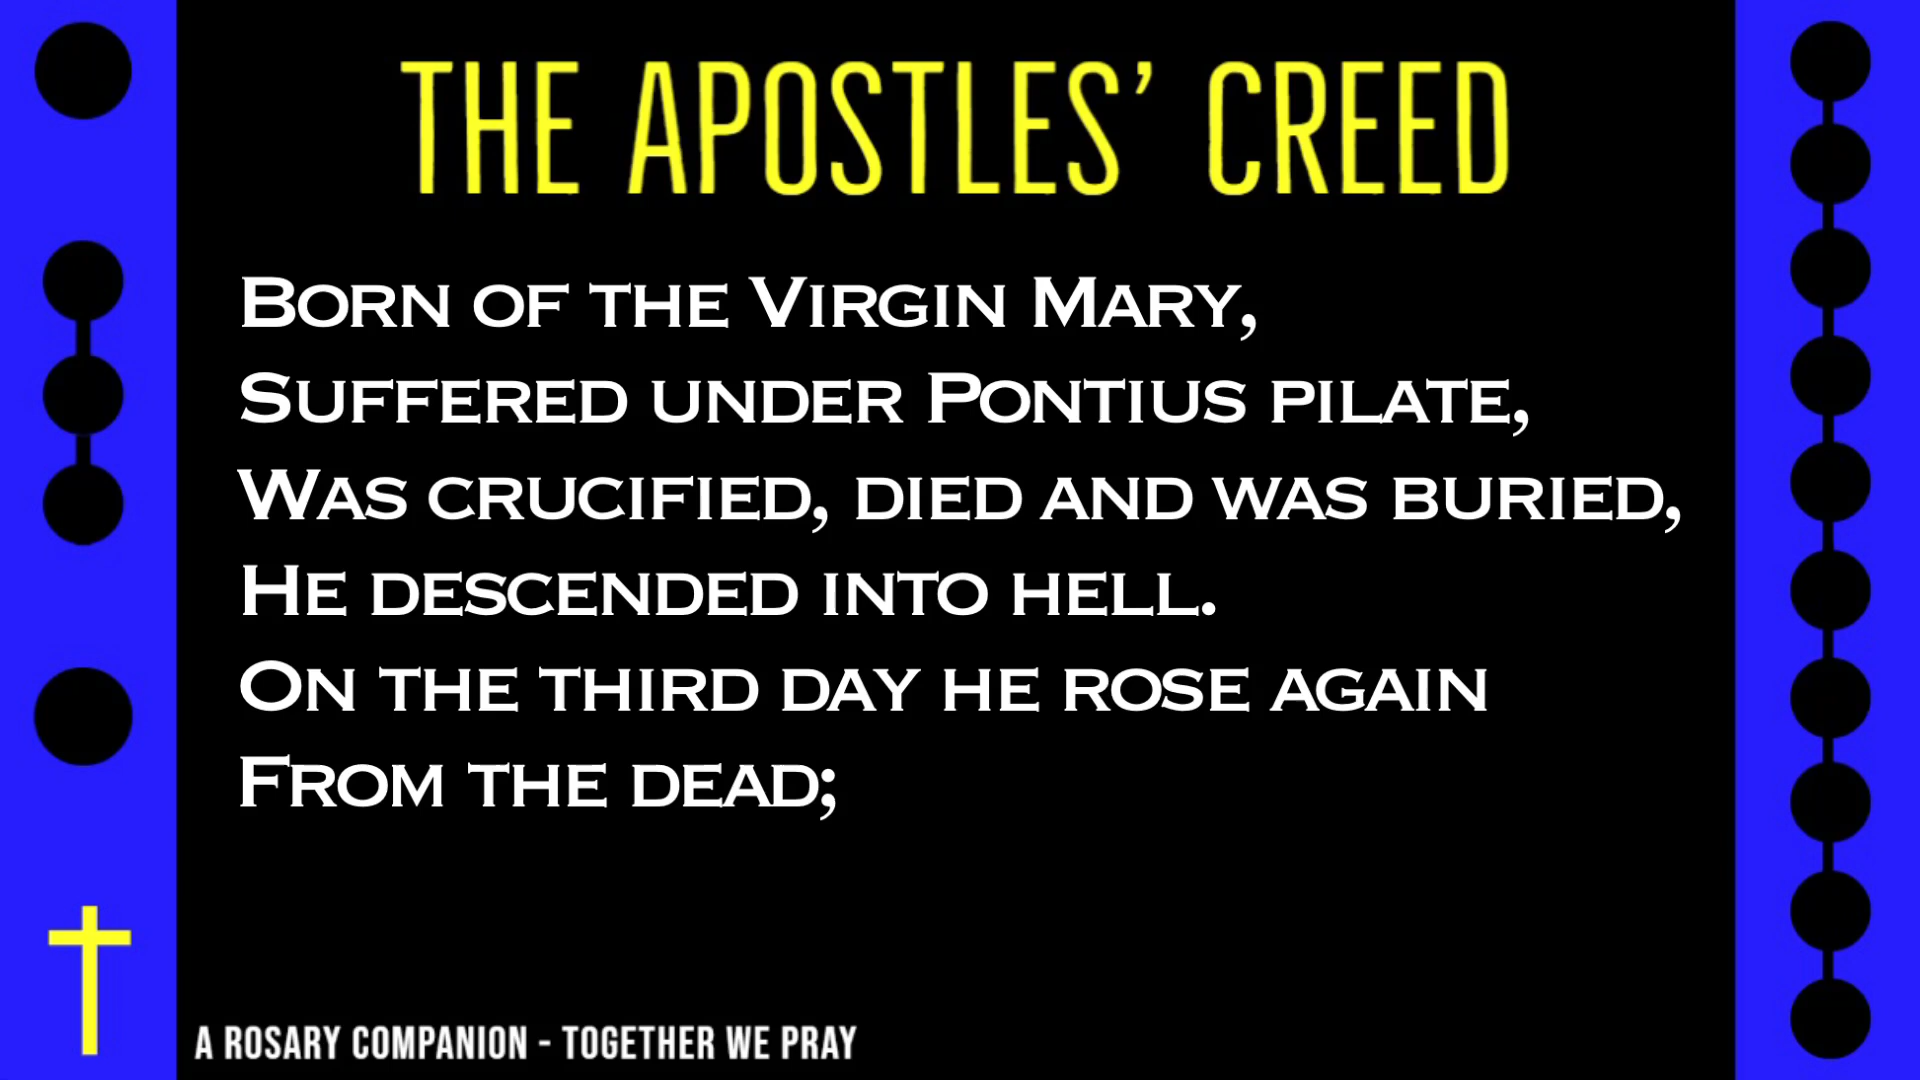 THE APOSTLES’ CREED
Born of the Virgin Mary,
Suffered under Pontius pilate,
Was crucified, died and was buried,
He descended into hell.
On the third day he rose again
From the dead;
A ROSARY COMPANION - TOGETHER WE PRAY